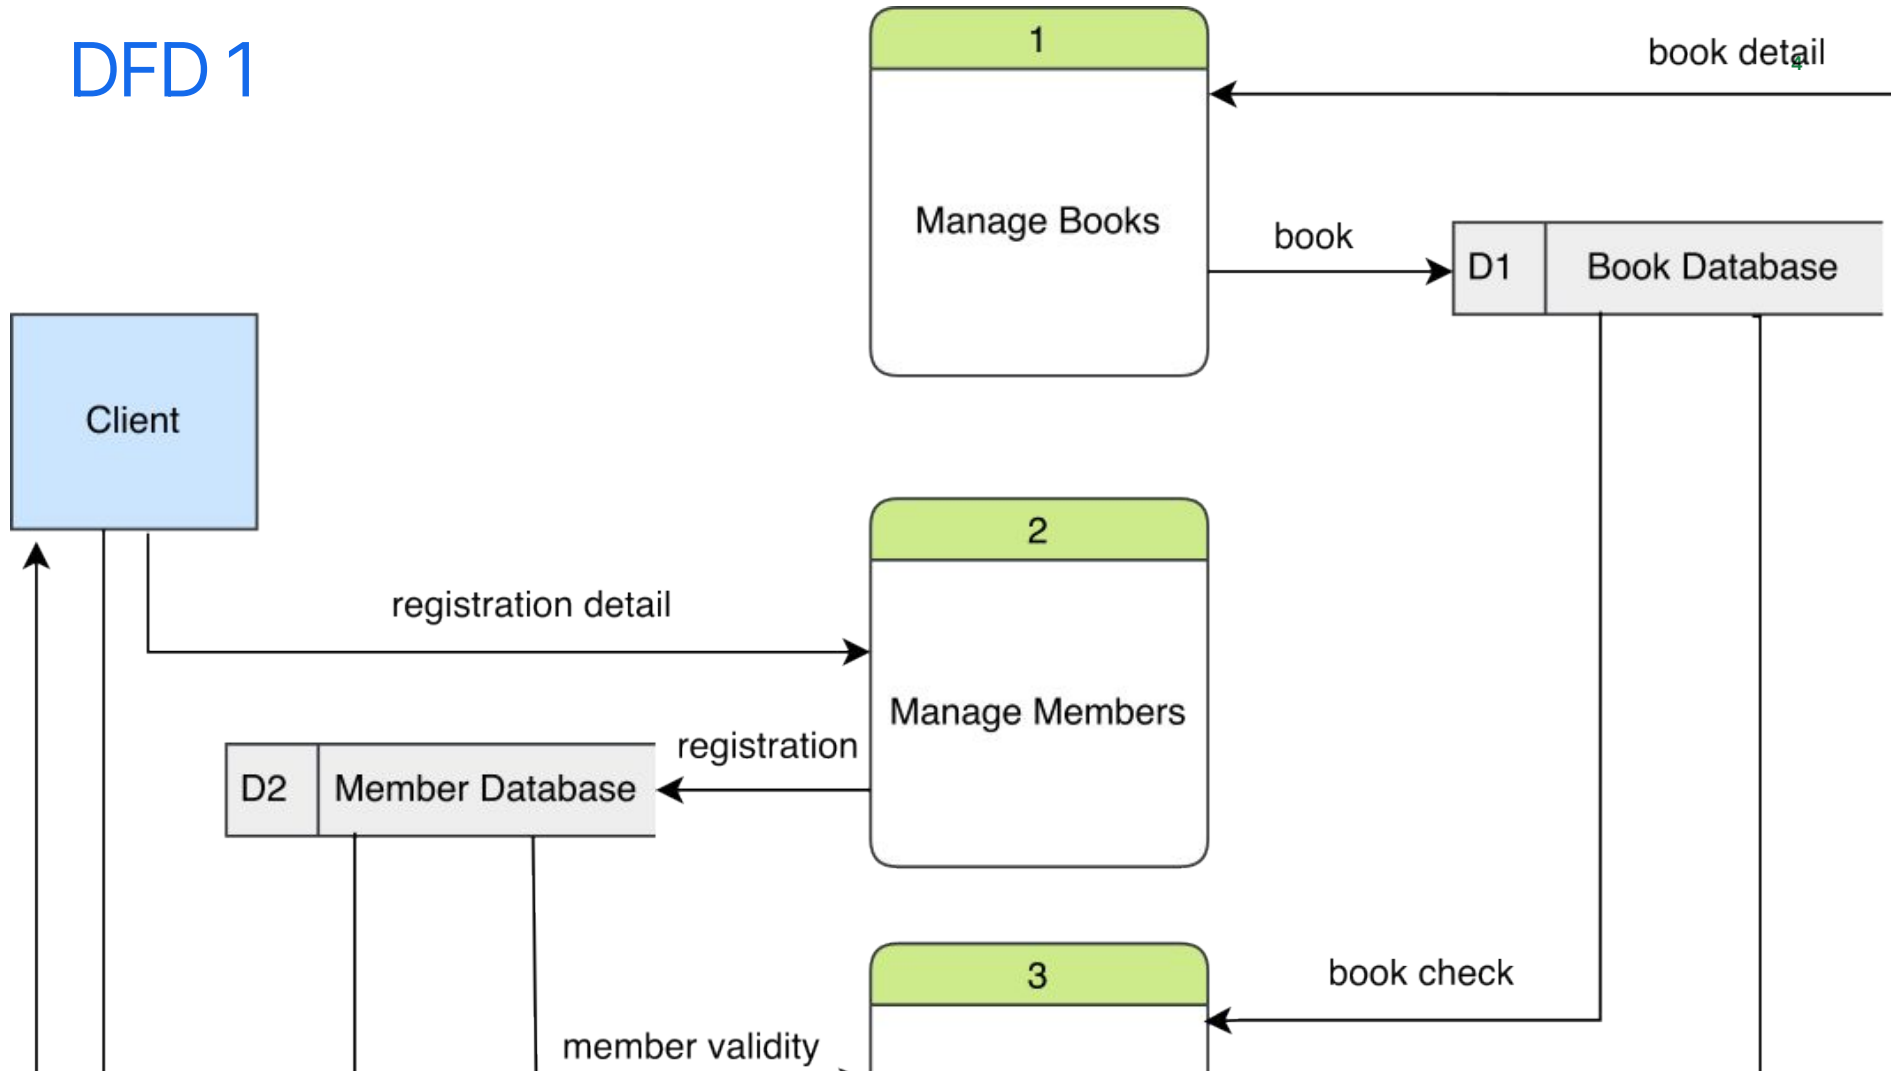 DFD 1
1
book detail
4
Manage Books
book
D1
Book Database
Client
2
registration detail
Manage Members
registration
D2
Member Database
3
book check
member validity